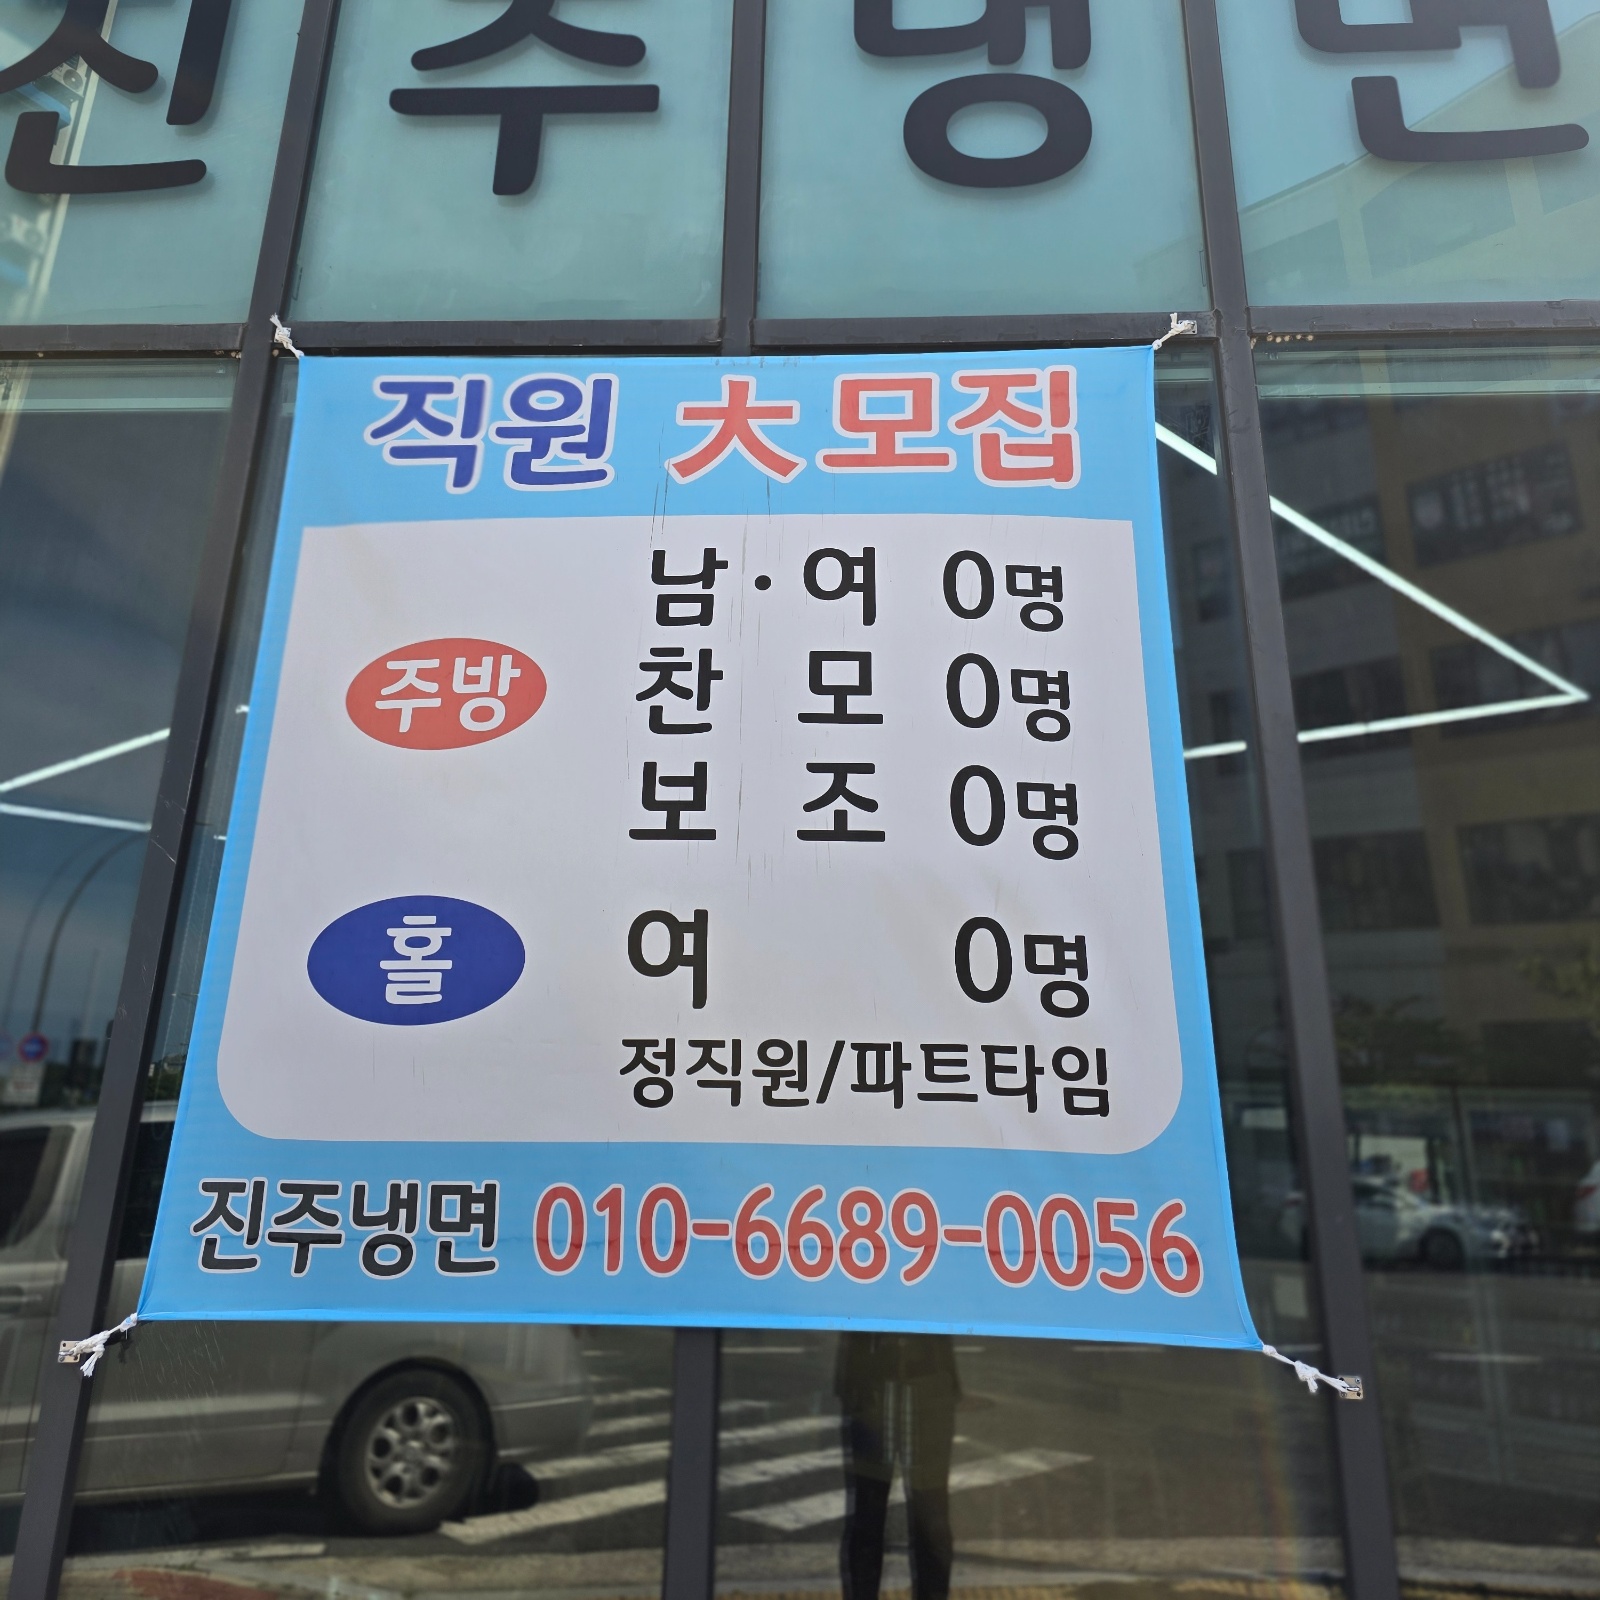 진주냉면
직원 大모집
주방
남·여 0명
찬 모 0명
보 조 0명
홀
여 0명
정직원/파트타임
진주냉면 010-6689-0056